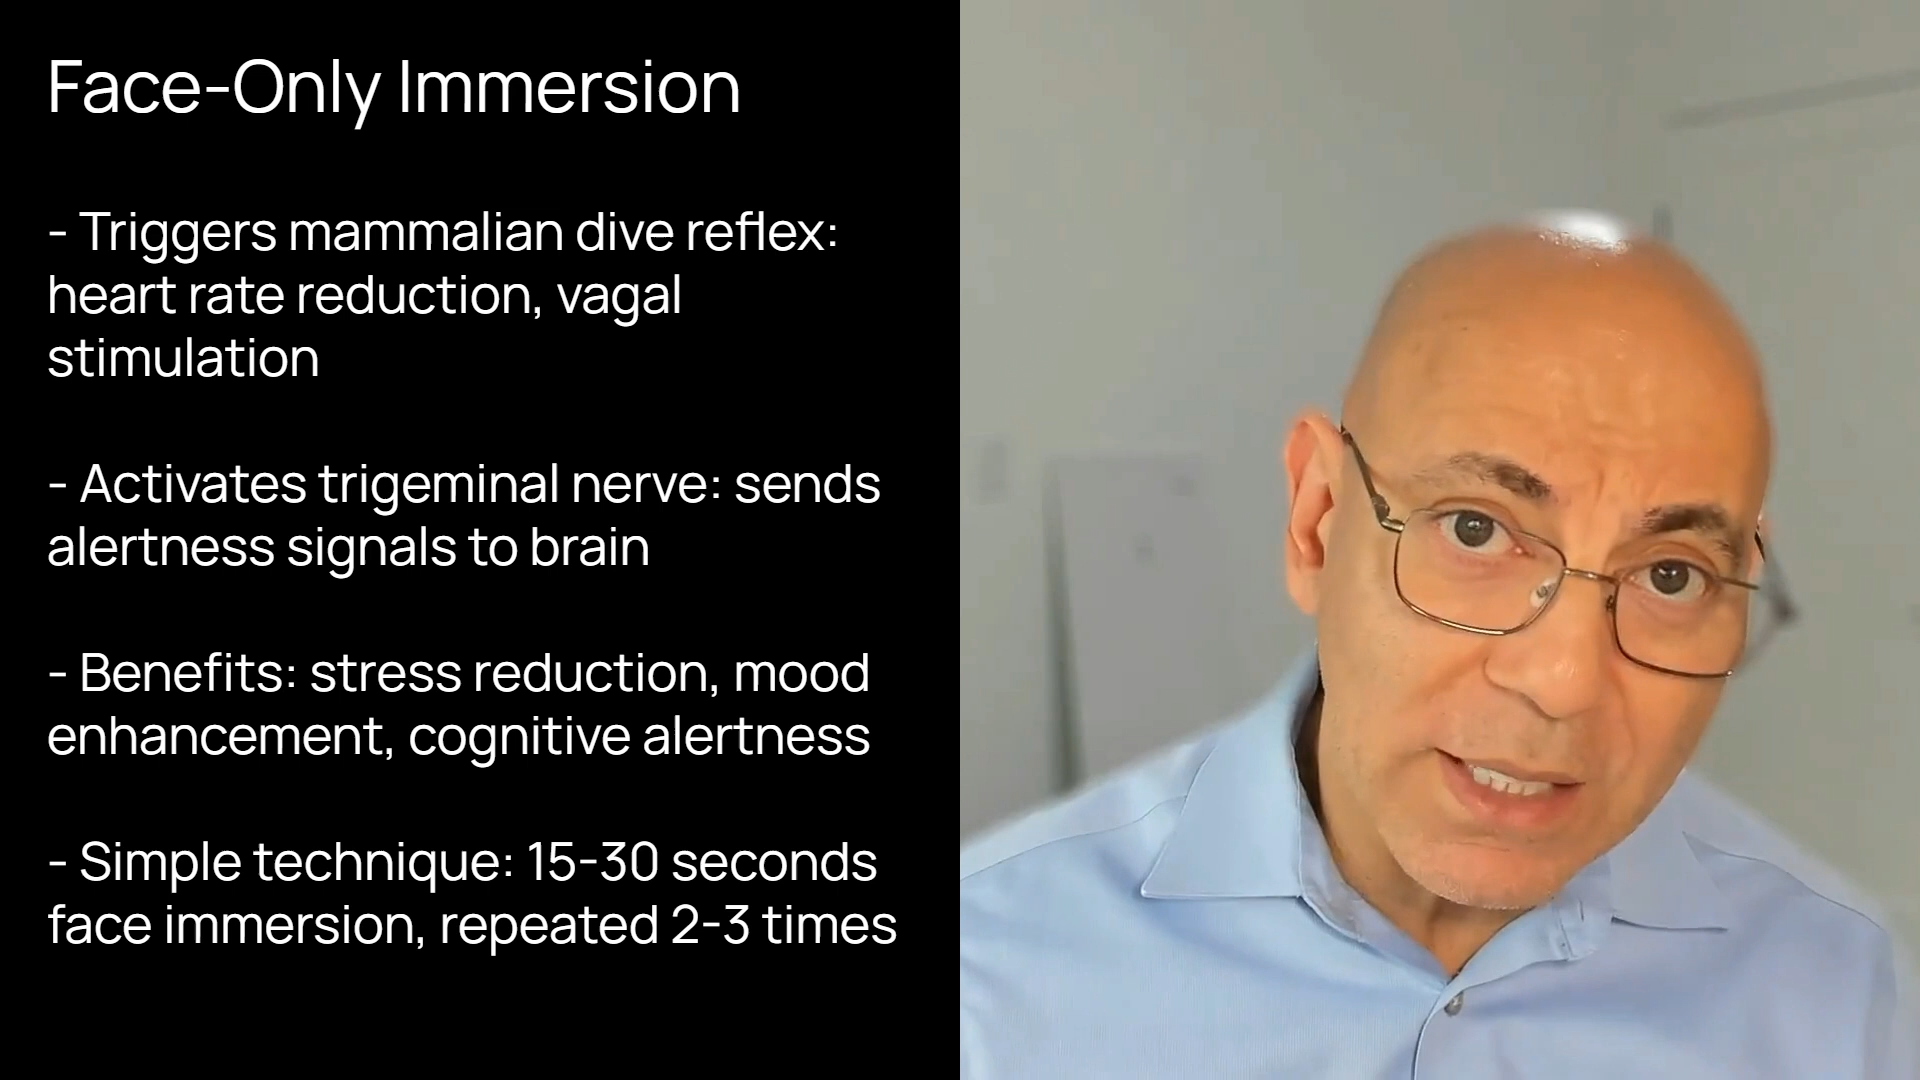 Face-Only Immersion
- Triggers mammalian dive reflex:
heart rate reduction, vagal
stimulation
- Activates trigeminal nerve: sends
alertness signals to brain
- Benefits: stress reduction, mood
enhancement, cognitive alertness
- Simple technique: 15-30 seconds
face immersion, repeated 2-3 times